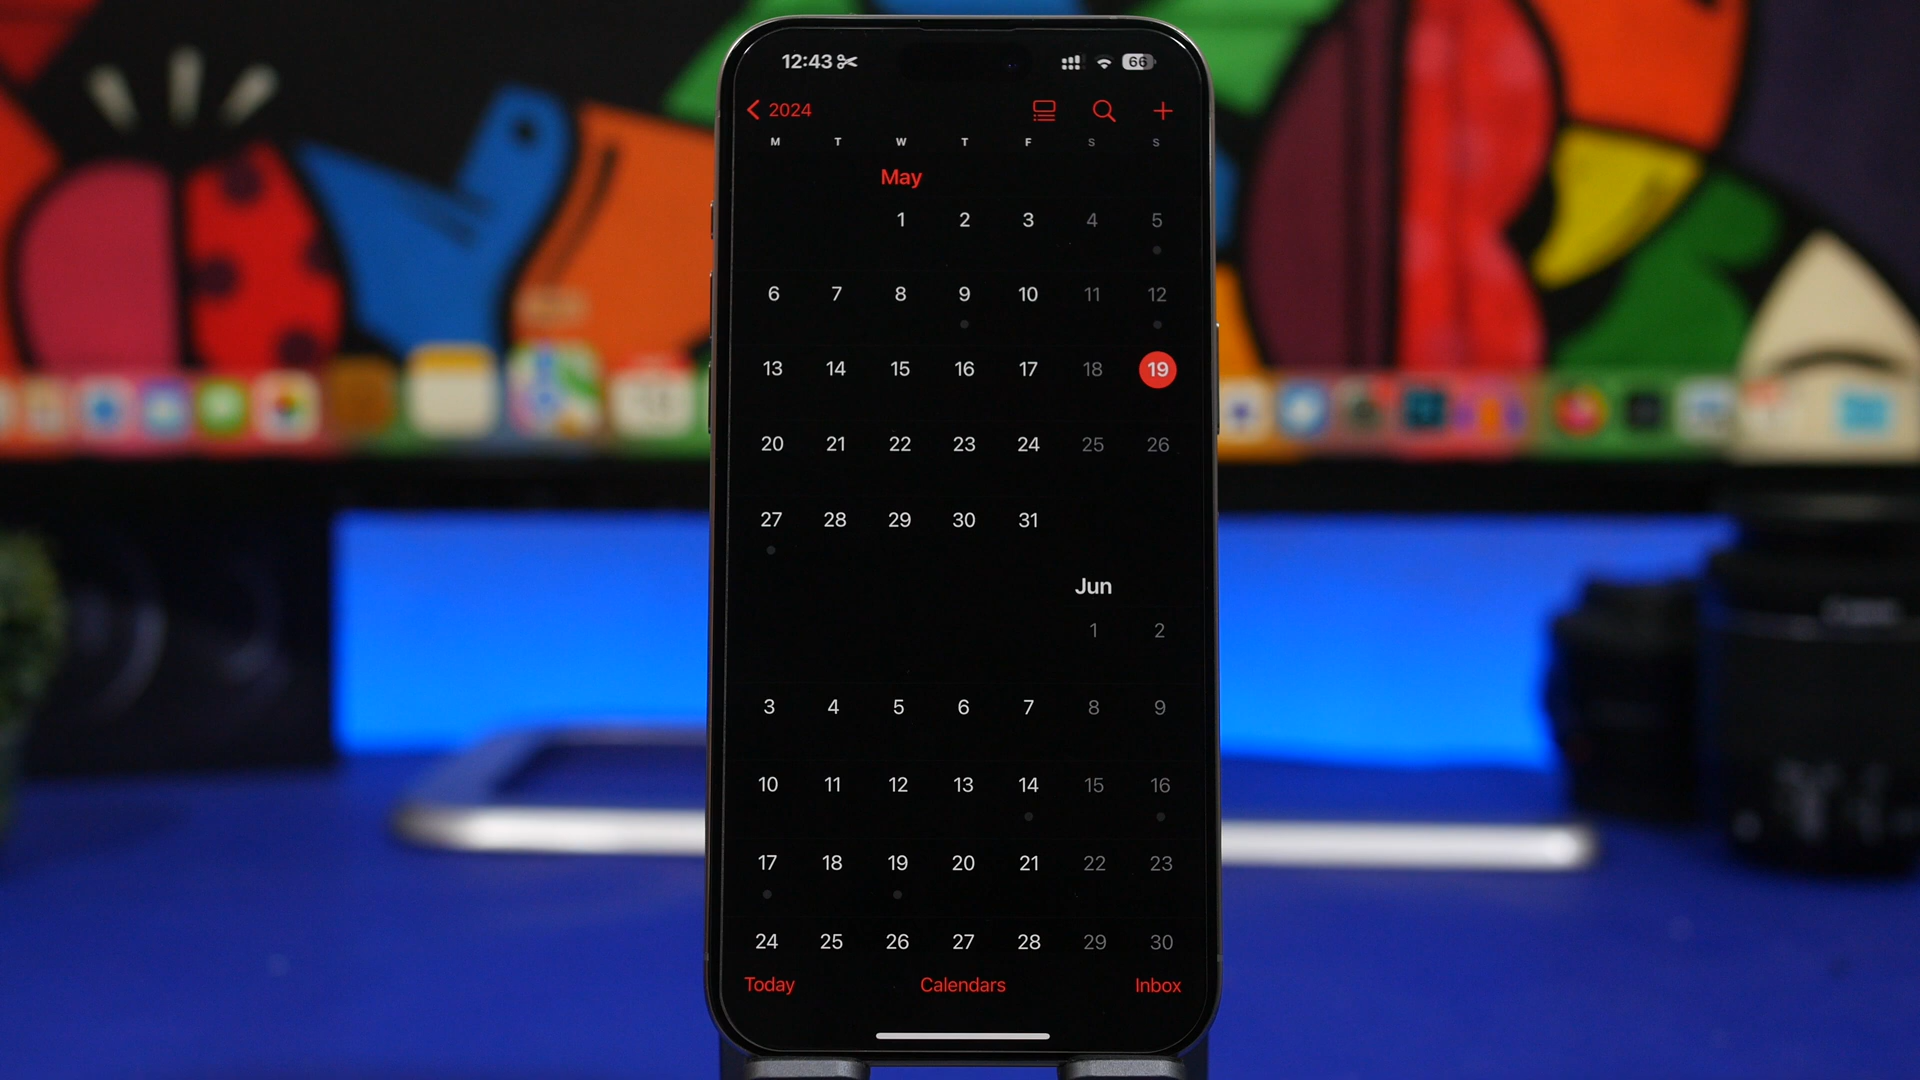 12:43 66
2024
M T W T F S S
May
1 2 3 4 5
6 7 8 9 10 11 12
13 14 15 16 17 18 19
20 21 22 23 24 25 26
27 28 29 30 31
Jun
1 2
3 4 5 6 7 8 9
10 11 12 13 14 15 16
17 18 19 20 21 22 23
24 25 26 27 28 29 30
Today Calendars Inbox